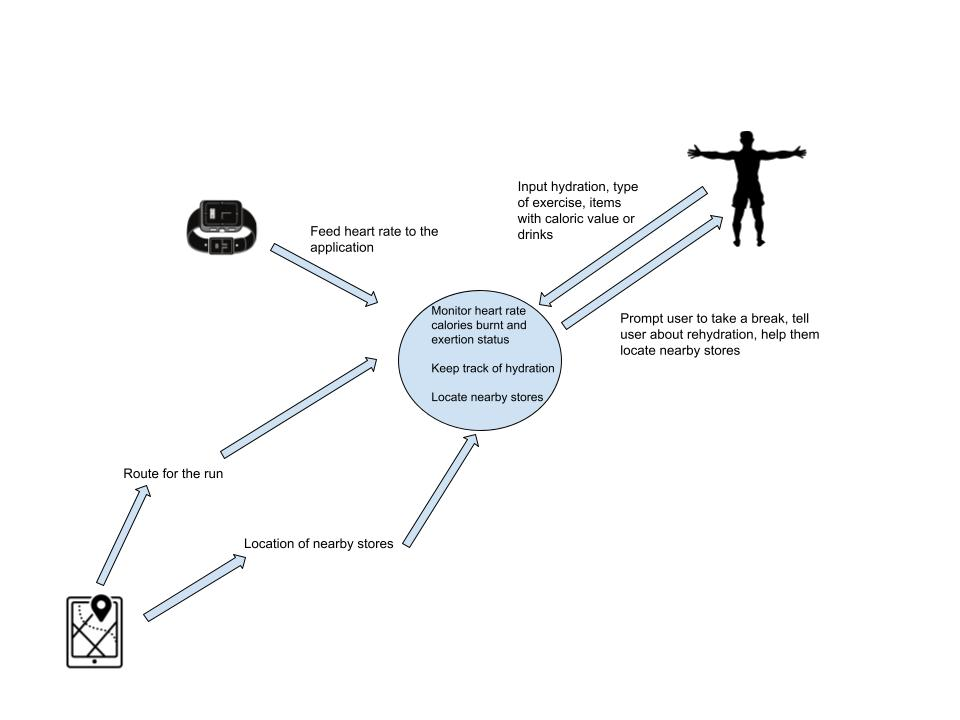 Input hydration, type
of exercise, items
with caloric value or
drinks
Feed heart rate to the
application
Monitor heart rate
calories burnt and
exertion status
Keep track of hydration
Locate nearby stores
Prompt user to take a break, tell
user about rehydration, help them
locate nearby stores
Route for the run
Location of nearby stores